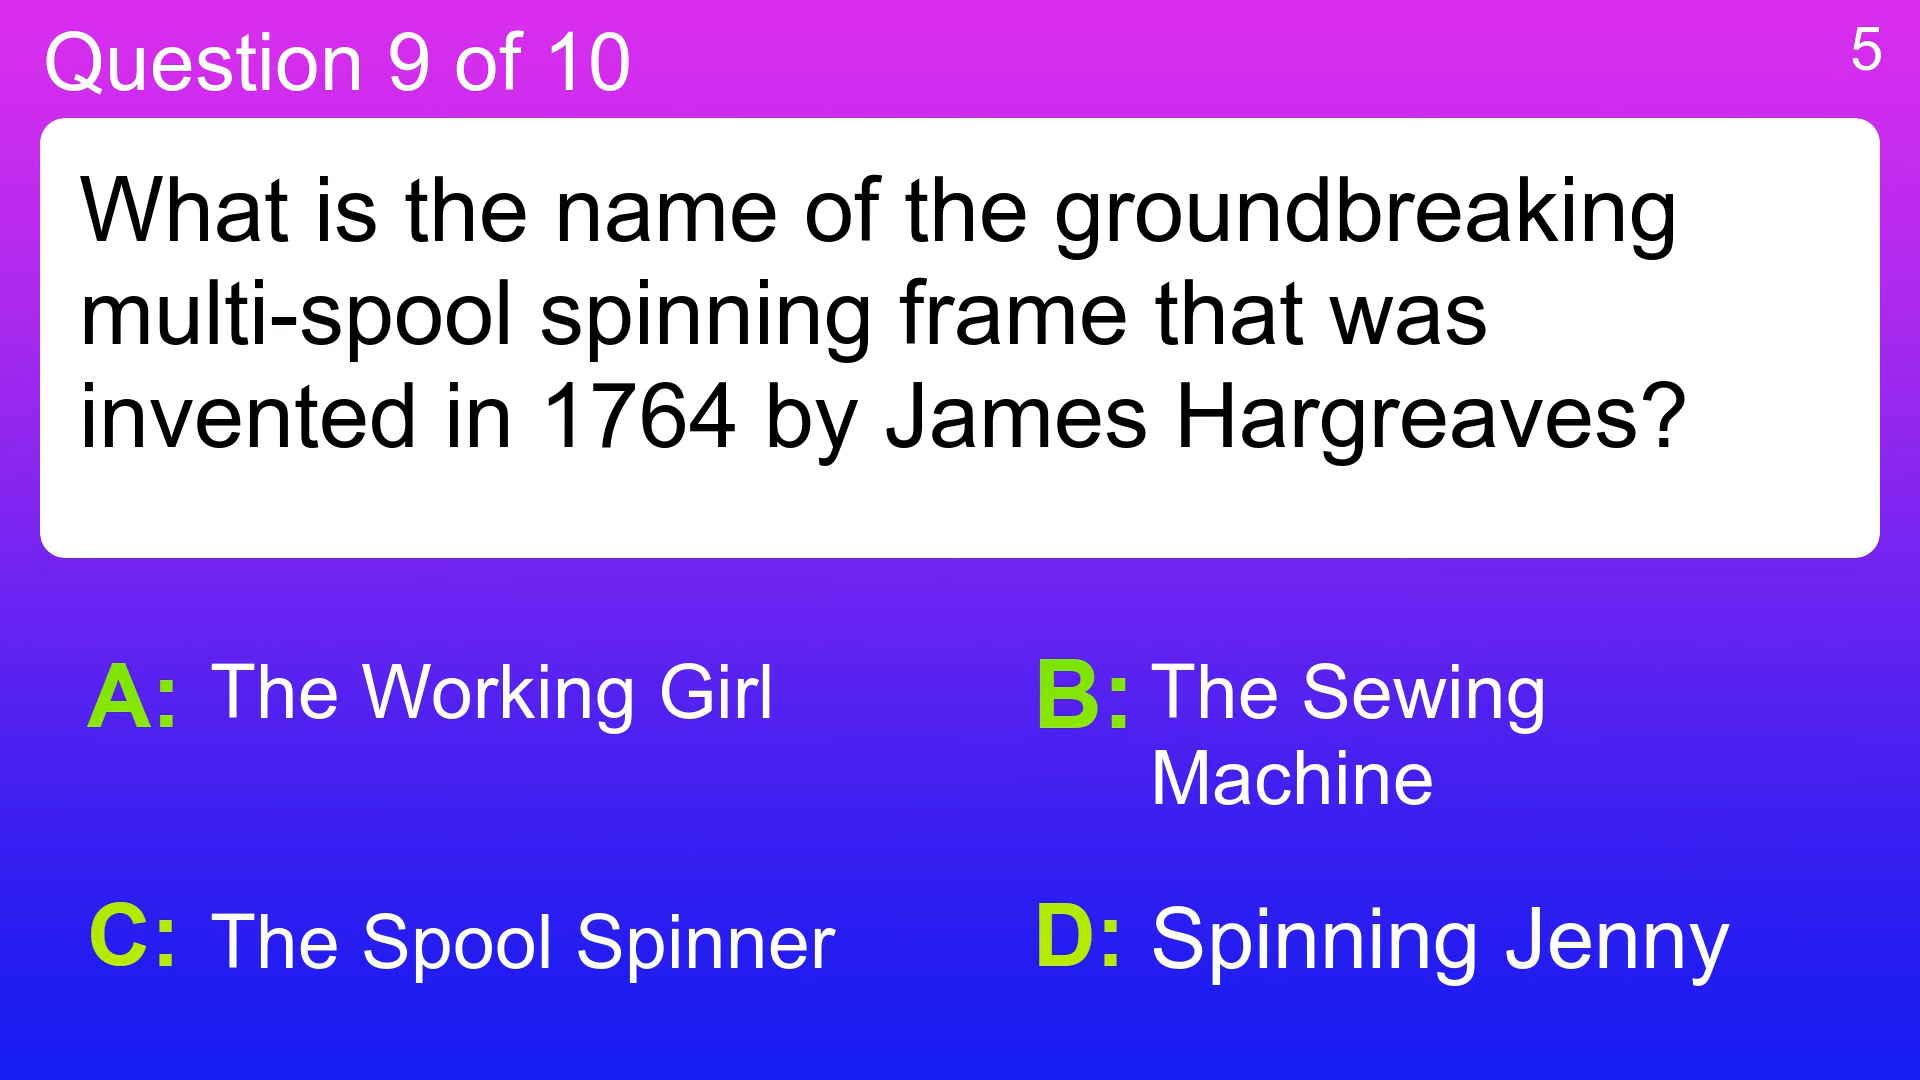 Question 9 of 10
5
What is the name of the groundbreaking
multi-spool spinning frame that was
invented in 1764 by James Hargreaves?
A: The Working Girl
B: The Sewing
Machine
C: The Spool Spinner
D: Spinning Jenny